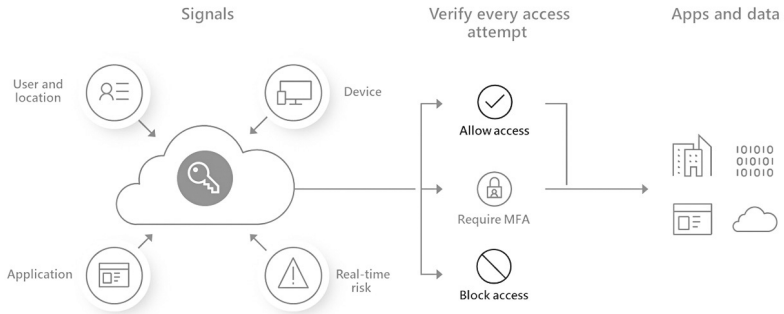 Signals
Verify every access
attempt
Apps and data
User and
location
Device
Allow access
101010
010101
101010
Require MFA
Application
Real-time
risk
Block access